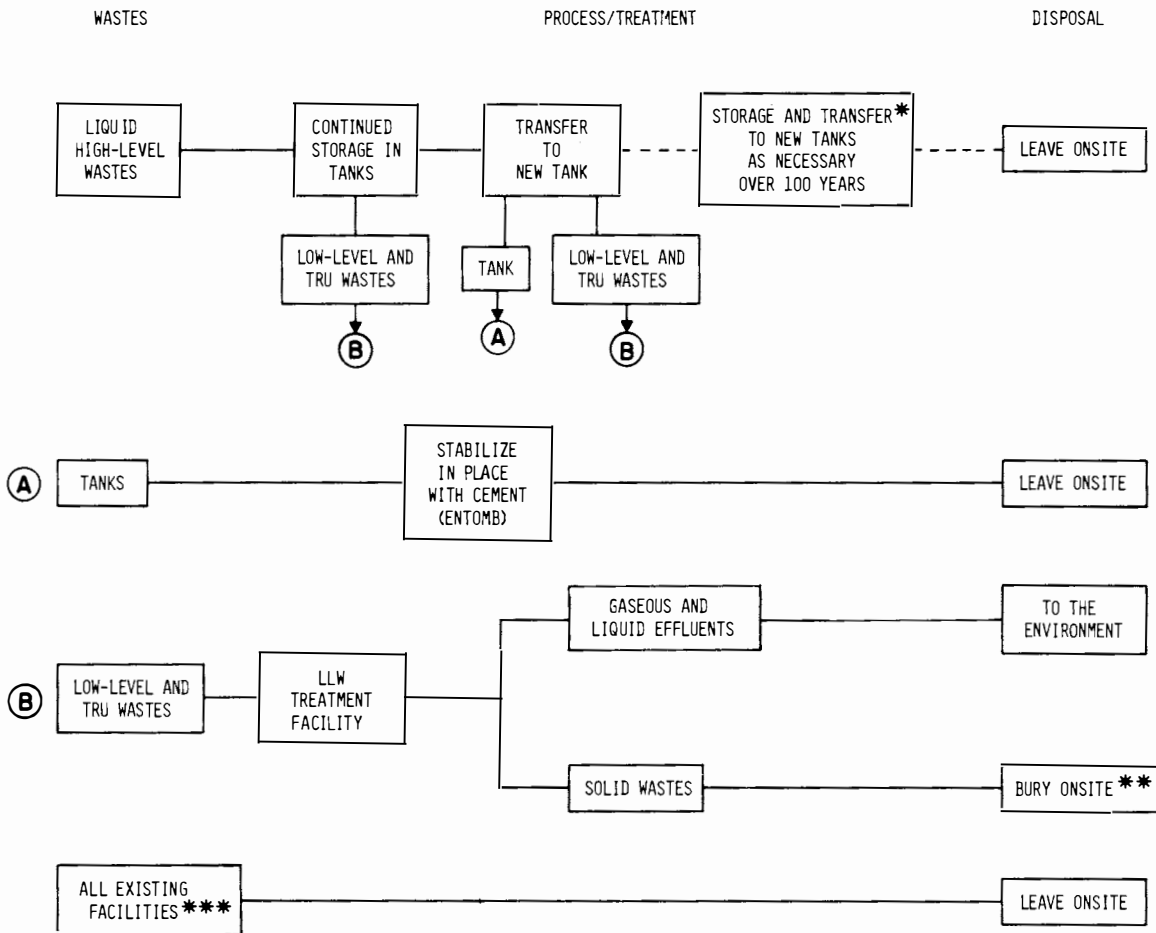 WASTES
PROCESS/TREATMENT
DISPOSAL
LIQUID
HIGH-LEVEL
WASTES
CONTINUED
STORAGE IN
TANKS
TRANSFER
TO
NEW TANK
STORAGE AND TRANSFER*
TO NEW TANKS
AS NECESSARY
OVER 100 YEARS
LEAVE ONSITE
LOW-LEVEL AND
TRU WASTES
B
TANK
A
LOW-LEVEL AND
TRU WASTES
B
A
TANKS
STABILIZE
IN PLACE
WITH CEMENT
(ENTOMB)
LEAVE ONSITE
B
LOW-LEVEL AND
TRU WASTES
LLW
TREATMENT
FACILITY
GASEOUS AND
LIQUID EFFLUENTS
TO THE
ENVIRONMENT
SOLID WASTES
BURY ONSITE**
ALL EXISTING
FACILITIES***
LEAVE ONSITE